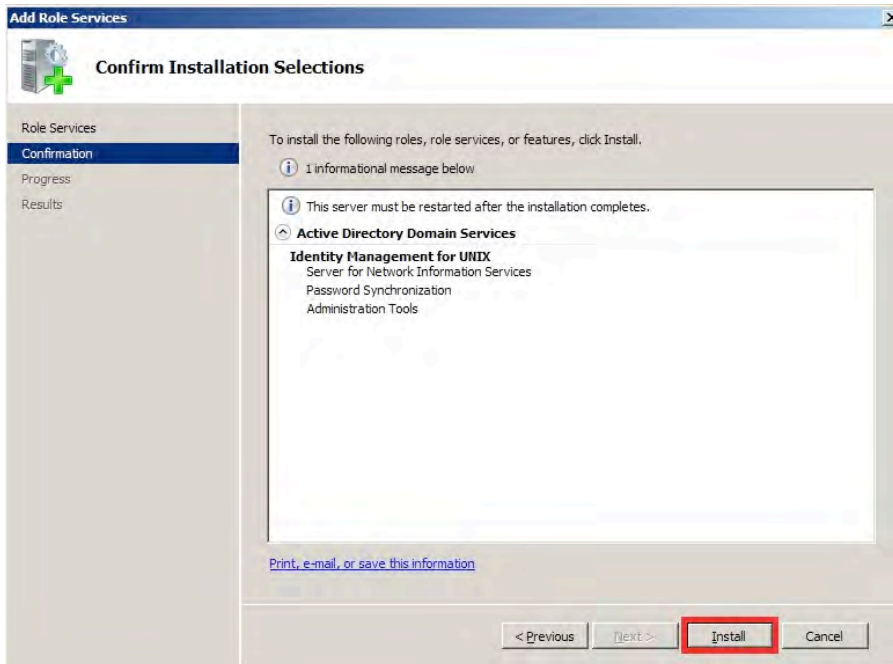 Add Role Services
Confirm Installation Selections
Role Services
Confirmation
Progress
Results
To install the following roles, role services, or features, click Install.
1 informational message below
This server must be restarted after the installation completes.
Active Directory Domain Services
Identity Management for UNIX
Server for Network Information Services
Password Synchronization
Administration Tools
Print, e-mail, or save this information
< Previous Next > Install Cancel